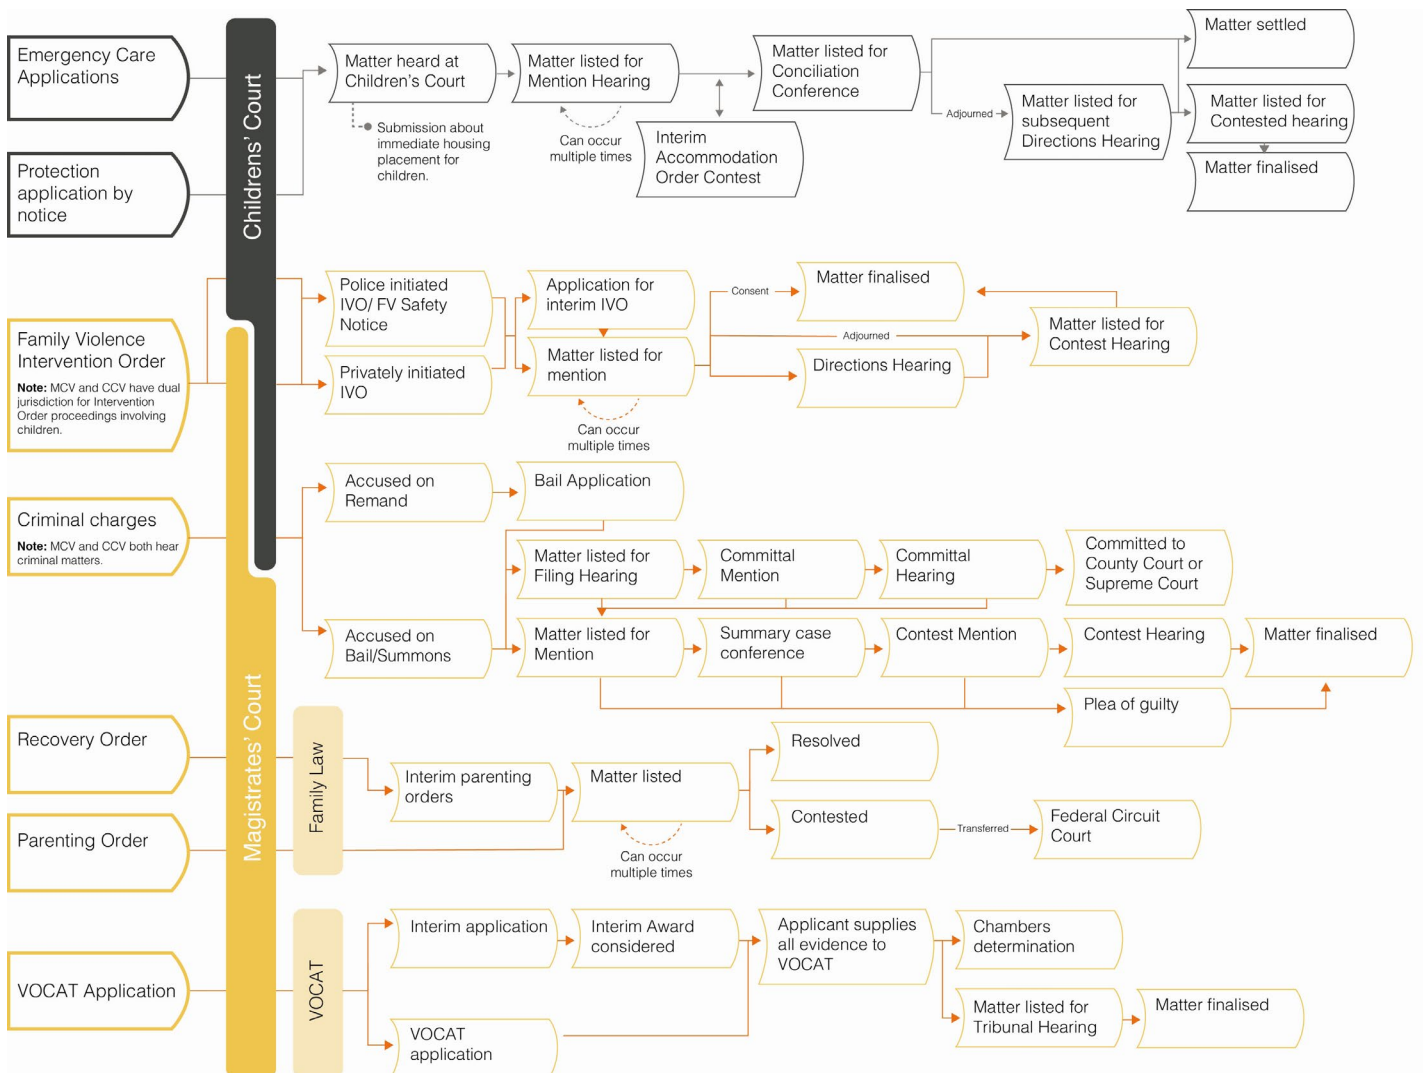 Emergency Care
Applications
Protection
application by
notice
Childrens' Court
Matter heard at
Children's Court
Submission about
immediate housing
placement for
children.
Matter listed for
Mention Hearing
Can occur
multiple times
Interim
Accommodation
Order Contest
Matter listed for
Conciliation
Conference
Adjourned
Matter listed for
subsequent
Directions Hearing
Matter settled
Matter listed for
Contested hearing
Matter finalised
Family Violence
Intervention Order
Note: MCV and CCV have dual
jurisdiction for Intervention
Order proceedings involving
children.
Police initiated
IVO/ FV Safety
Notice
Privately initiated
IVO
Application for
interim IVO
Matter listed for
mention
Can occur
multiple times
Consent
Matter finalised
Adjourned
Directions Hearing
Matter listed for
Contest Hearing
Criminal charges
Note: MCV and CCV both hear
criminal matters.
Magistrates' Court
Accused on
Remand
Bail Application
Matter listed for
Filing Hearing
Committal
Mention
Committal
Hearing
Committed to
County Court or
Supreme Court
Accused on
Bail/Summons
Matter listed for
Mention
Summary case
conference
Contest Mention
Contest Hearing
Matter finalised
Plea of guilty
Recovery Order
Parenting Order
Family Law
Interim parenting
orders
Matter listed
Can occur
multiple times
Resolved
Contested
Transferred
Federal Circuit
Court
VOCAT Application
VOCAT
Interim application
Interim Award
considered
VOCAT
application
Applicant supplies
all evidence to
VOCAT
Chambers
determination
Matter listed for
Tribunal Hearing
Matter finalised